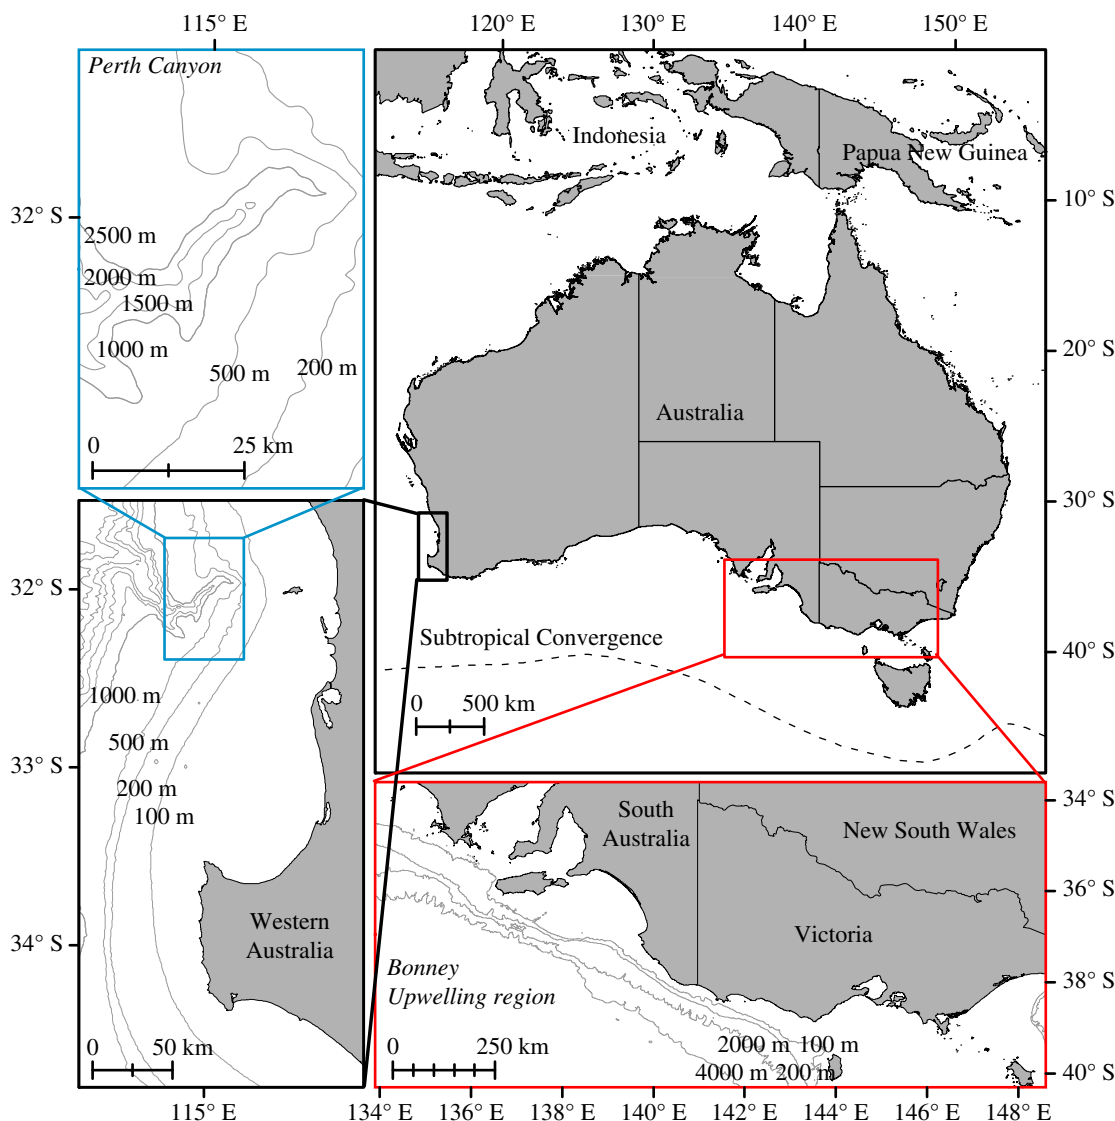 115° E
120° E
130° E
140° E
150° E
Perth Canyon
32° S
2500 m
2000 m
1500 m
1000 m
500 m
200 m
0
25 km
Indonesia
Papua New Guinea
Australia
Subtropical Convergence
0
500 km
10° S
20° S
30° S
40° S
32° S
33° S
34° S
1000 m
500 m
200 m
100 m
Western
Australia
0
50 km
115° E
South
Australia
New South Wales
Victoria
Bonney
Upwelling region
0
250 km
2000 m
100 m
4000 m
200 m
34° S
36° S
38° S
40° S
134° E
136° E
138° E
140° E
142° E
144° E
146° E
148° E